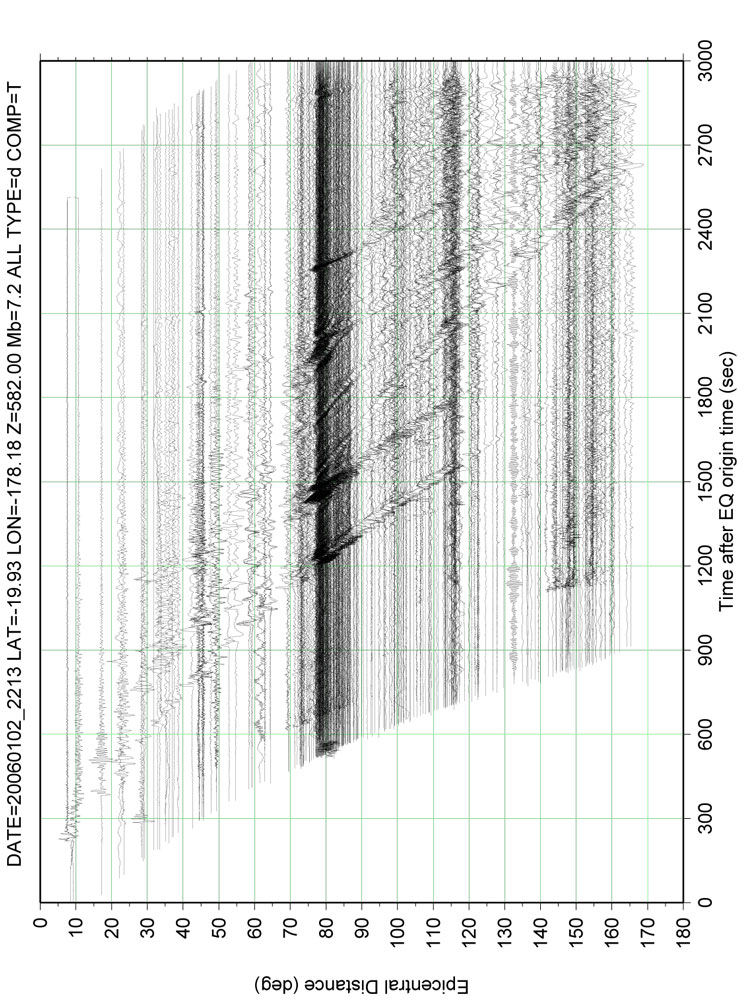 DATE=20060102_2213 LAT=-19.93 LON=-178.18 Z=582.00 Mb=7.2 ALL TYPE=d COMP=T
Epicentral Distance (deg)
0 10 20 30 40 50 60 70 80 90 100 110 120 130 140 150 160 170 180
0 300 600 900 1200 1500 1800 2100 2400 2700 3000
Time after EQ origin time (sec)